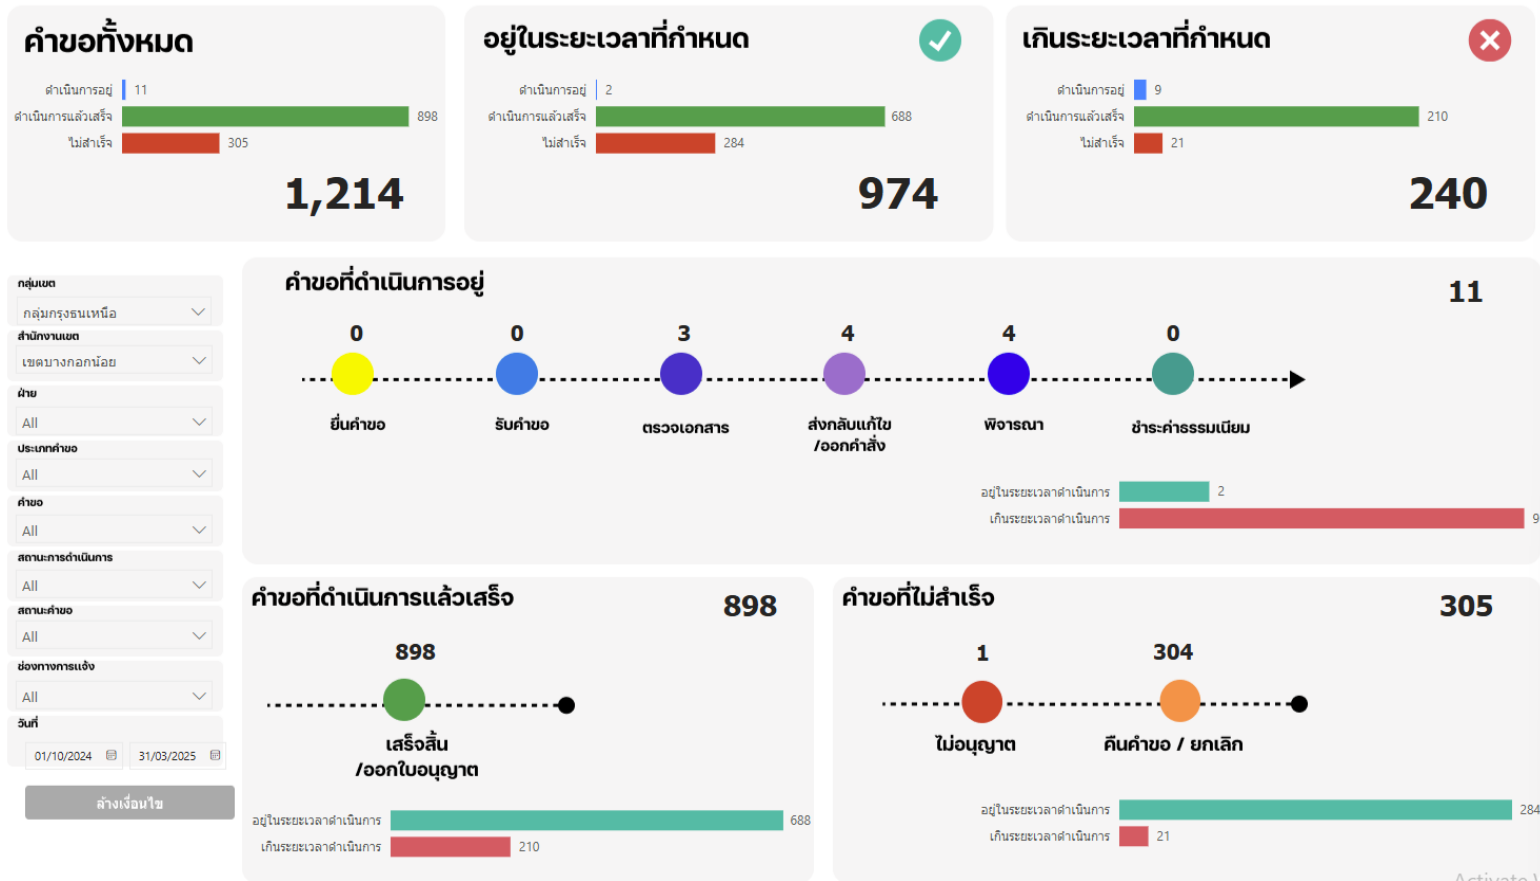 คำขอทั้งหมด
ดำเนินการอยู่ 11
ดำเนินการแล้วเสร็จ 898
ไม่สำเร็จ 305
1,214
อยู่ในระยะเวลาที่กำหนด
ดำเนินการอยู่ 2
ดำเนินการแล้วเสร็จ 688
ไม่สำเร็จ 284
974
เกินระยะเวลาที่กำหนด
ดำเนินการอยู่ 9
ดำเนินการแล้วเสร็จ 210
ไม่สำเร็จ 21
240
กลุ่มเขต
กลุ่มกรุงธนเหนือ
สำนักงานเขต
เขตบางกอกน้อย
ฝ่าย
All
ประเภทคำขอ
All
คำขอ
All
สถานะการดำเนินการ
All
สถานะคำขอ
All
ช่องทางการแจ้ง
All
วันที่
01/10/2024 31/03/2025
ล้างเงื่อนไข
คำขอที่ดำเนินการอยู่
11
0 0 3 4 4 0
ยื่นคำขอ รับคำขอ ตรวจเอกสาร ส่งกลับแก้ไข พิจารณา ชำระค่าธรรมเนียม
/ออกคำสั่ง
อยู่ในระยะเวลาดำเนินการ 2
เกินระยะเวลาดำเนินการ 9
คำขอที่ดำเนินการแล้วเสร็จ
898
898
เสร็จสิ้น
/ออกใบอนุญาต
อยู่ในระยะเวลาดำเนินการ 688
เกินระยะเวลาดำเนินการ 210
คำขอที่ไม่สำเร็จ
305
1 304
ไม่อนุญาต คืนคำขอ / ยกเลิก
อยู่ในระยะเวลาดำเนินการ 284
เกินระยะเวลาดำเนินการ 21